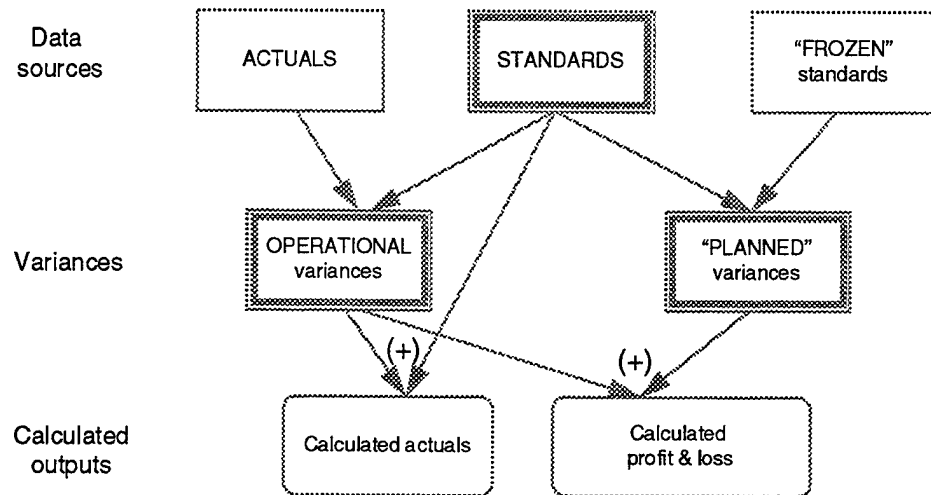 Data
sources
ACTUALS
STANDARDS
“FROZEN”
standards
Variances
OPERATIONAL
variances
“PLANNED”
variances
(+)
(+)
Calculated
outputs
Calculated actuals
Calculated
profit & loss